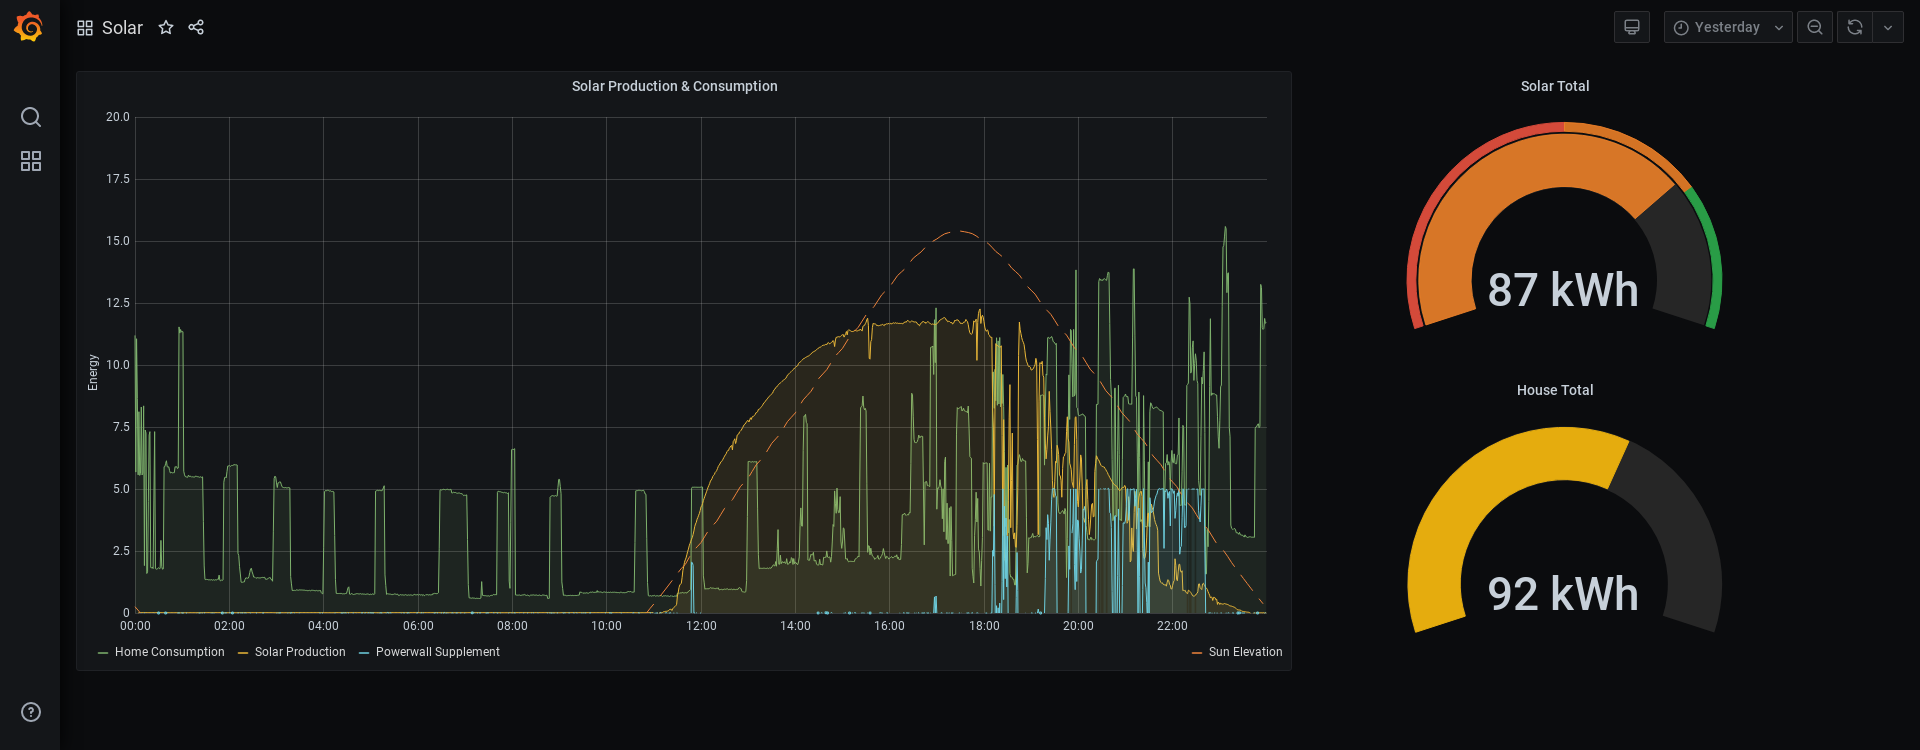 Solar
Yesterday
Solar Production & Consumption
20.0
17.5
15.0
12.5
10.0
7.5
5.0
2.5
0
Energy
00:00 02:00 04:00 06:00 08:00 10:00 12:00 14:00 16:00 18:00 20:00 22:00
Home Consumption Solar Production Powerwall Supplement Sun Elevation
Solar Total
87 kWh
House Total
92 kWh